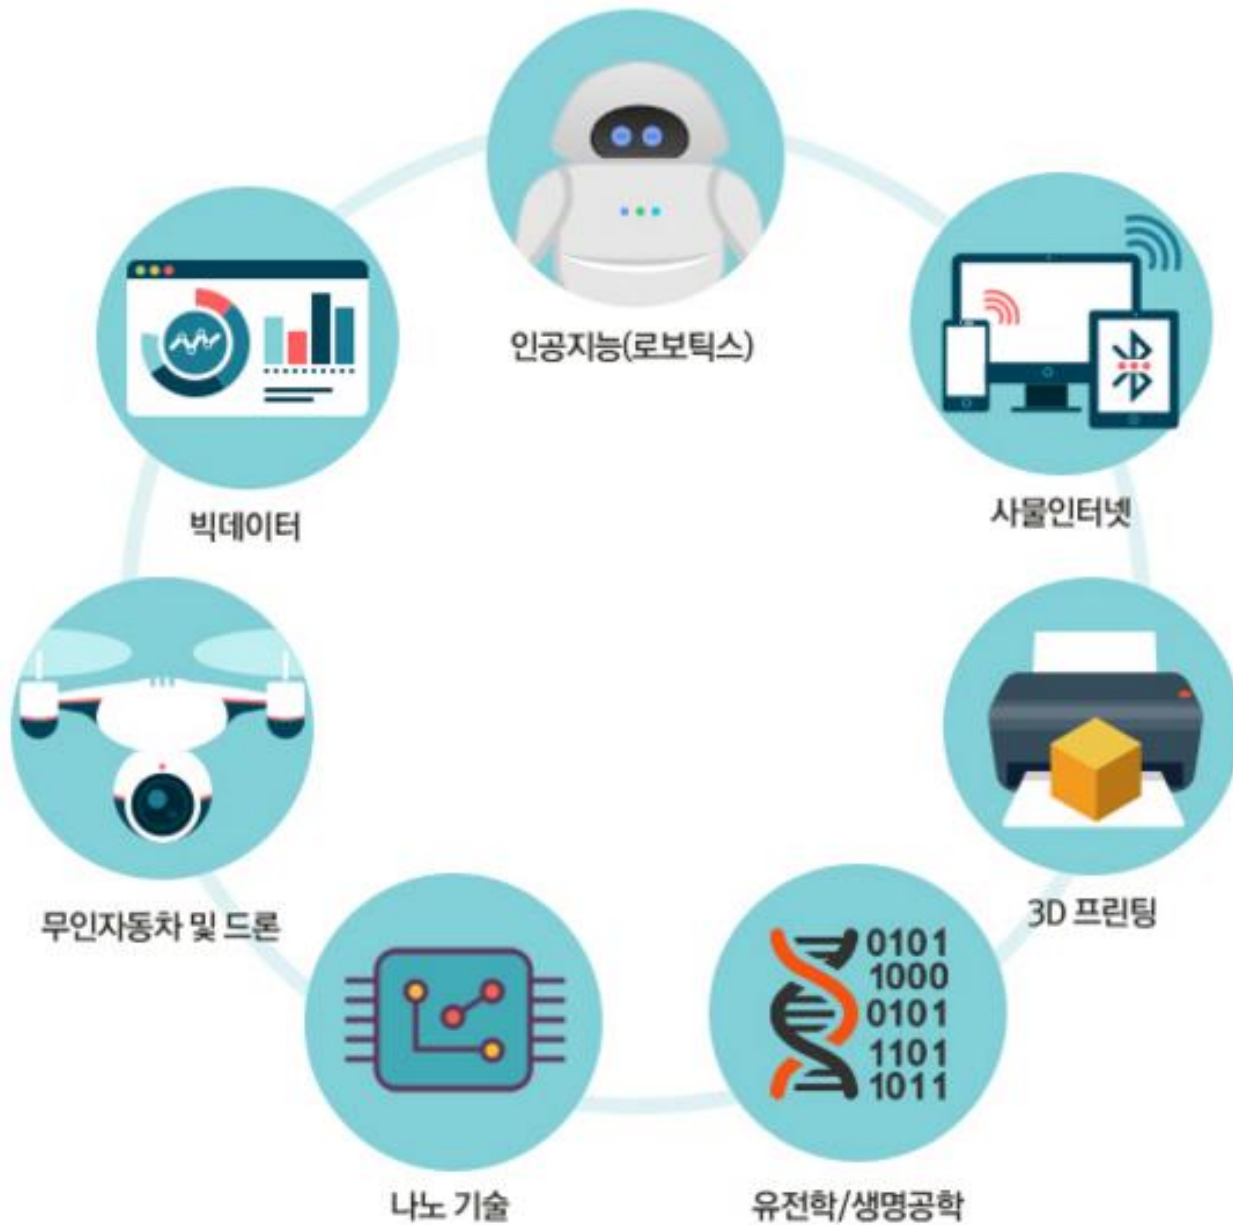 인공지능(로보틱스)
빅데이터
사물인터넷
무인자동차 및 드론
3D 프린팅
0101
1000
0101
1101
1011
나노 기술
유전학/생명공학